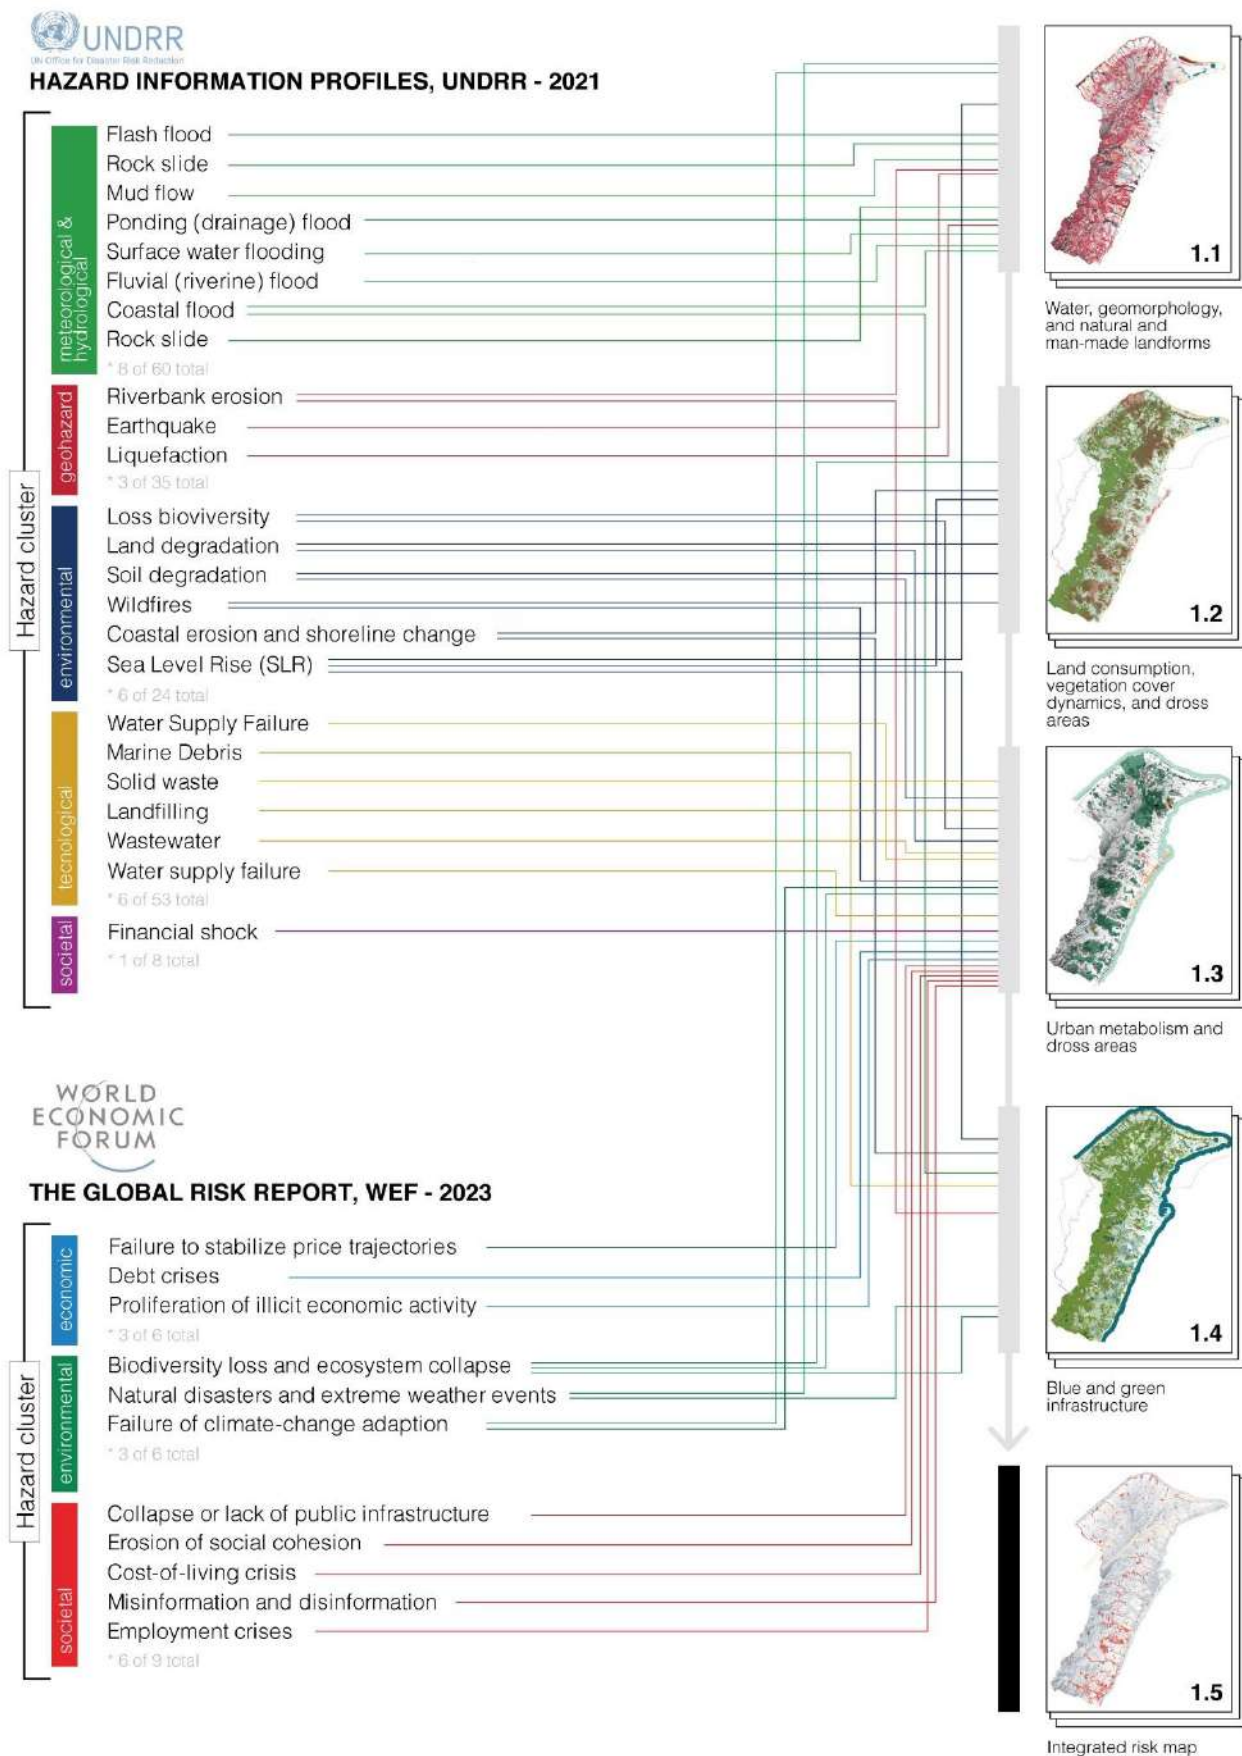 UNDRR
UN Office for Disaster Risk Reduction
HAZARD INFORMATION PROFILES, UNDRR - 2021
Hazard cluster
meteorological &
hydrological
Flash flood
Rock slide
Mud flow
Ponding (drainage) flood
Surface water flooding
Fluvial (riverine) flood
Coastal flood
Rock slide
* 8 of 60 total
geohazard
Riverbank erosion
Earthquake
Liquefaction
* 3 of 35 total
environmental
Loss bioviversity
Land degradation
Soil degradation
Wildfires
Coastal erosion and shoreline change
Sea Level Rise (SLR)
* 6 of 24 total
tecnological
Water Supply Failure
Marine Debris
Solid waste
Landfilling
Wastewater
Water supply failure
* 6 of 53 total
societal
Financial shock
* 1 of 8 total
WORLD
ECONOMIC
FORUM
THE GLOBAL RISK REPORT, WEF - 2023
Hazard cluster
economic
Failure to stabilize price trajectories
Debt crises
Proliferation of illicit economic activity
* 3 of 6 total
environmental
Biodiversity loss and ecosystem collapse
Natural disasters and extreme weather events
Failure of climate-change adaption
* 3 of 6 total
societal
Collapse or lack of public infrastructure
Erosion of social cohesion
Cost-of-living crisis
Misinformation and disinformation
Employment crises
* 6 of 9 total
1.1
Water, geomorphology,
and natural and
man-made landforms
1.2
Land consumption,
vegetation cover
dynamics, and dross
areas
1.3
Urban metabolism and
dross areas
1.4
Blue and green
infrastructure
1.5
Integrated risk map